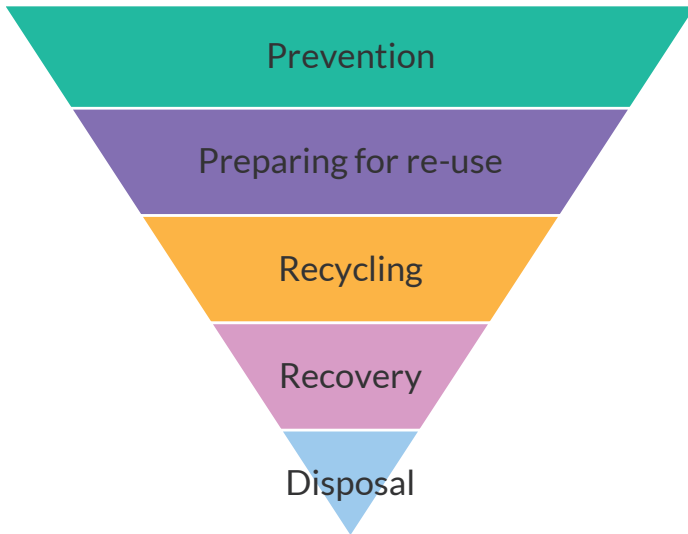 Prevention
Preparing for re-use
Recycling
Recovery
Disposal